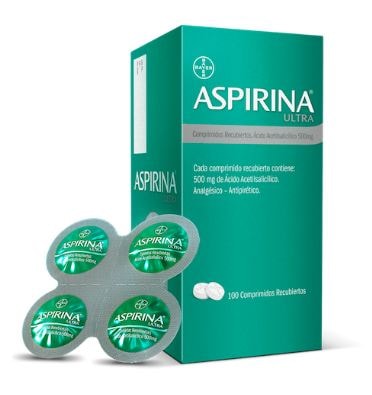 BAYER
ASPIRINA®
ULTRA
Comprimidos Recubiertos Ácido Acetilsalicílico 500mg
Cada comprimido recubierto contiene:
500 mg de Ácido Acetilsalicílico.
Analgésico - Antipirético.
100 Comprimidos Recubiertos
ASPIRINA
ASPIRINA
ULTRA
ASPIRINA
ULTRA
ASPIRINA
ULTRA
ASPIRINA
ULTRA